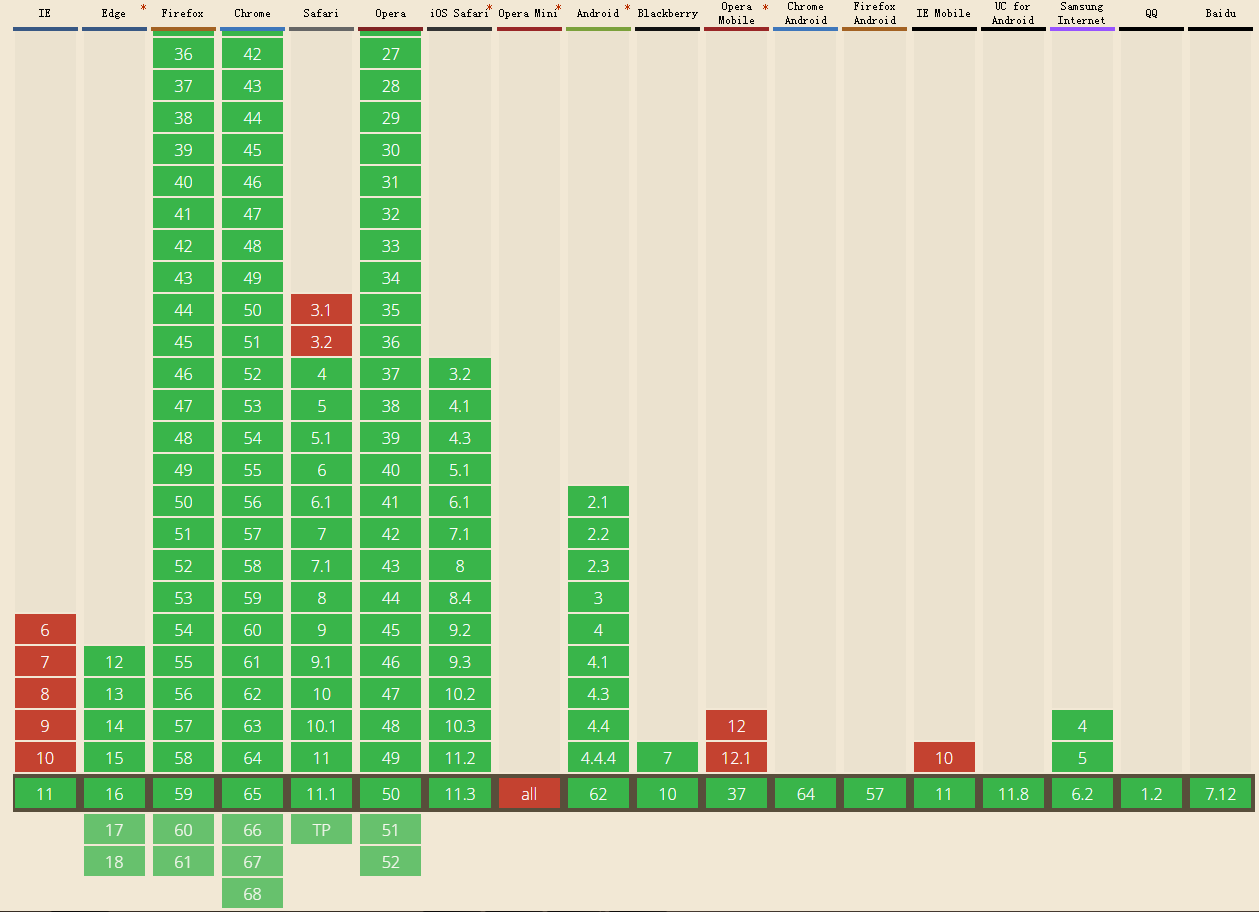 IE Edge * Firefox Chrome Safari Opera iOS Safari * Opera Mini * Android * Blackberry Opera Mobile * Chrome Android Firefox Android IE Mobile UC for Android Samsung Internet QQ Baidu
36 42 27
37 43 28
38 44 29
39 45 30
40 46 31
41 47 32
42 48 33
43 49 34
44 50 3.1 35
45 51 3.2 36
46 52 4 37 3.2
47 53 5 38 4.1
48 54 5.1 39 4.3
49 55 6 40 5.1
50 56 6.1 41 6.1 2.1
51 57 7 42 7.1 2.2
52 58 7.1 43 8 2.3
53 59 8 44 8.4 3
6 54 60 9 45 9.2 4
7 12 55 61 9.1 46 9.3 4.1
8 13 56 62 10 47 10.2 4.3
9 14 57 63 10.1 48 10.3 4.4 12 4
10 15 58 64 11 49 11.2 4.4.4 7 12.1 10 5
11 16 59 65 11.1 50 11.3 all 62 10 37 64 57 11 11.8 6.2 1.2 7.12
17 60 66 TP 51
18 61 67 52
68